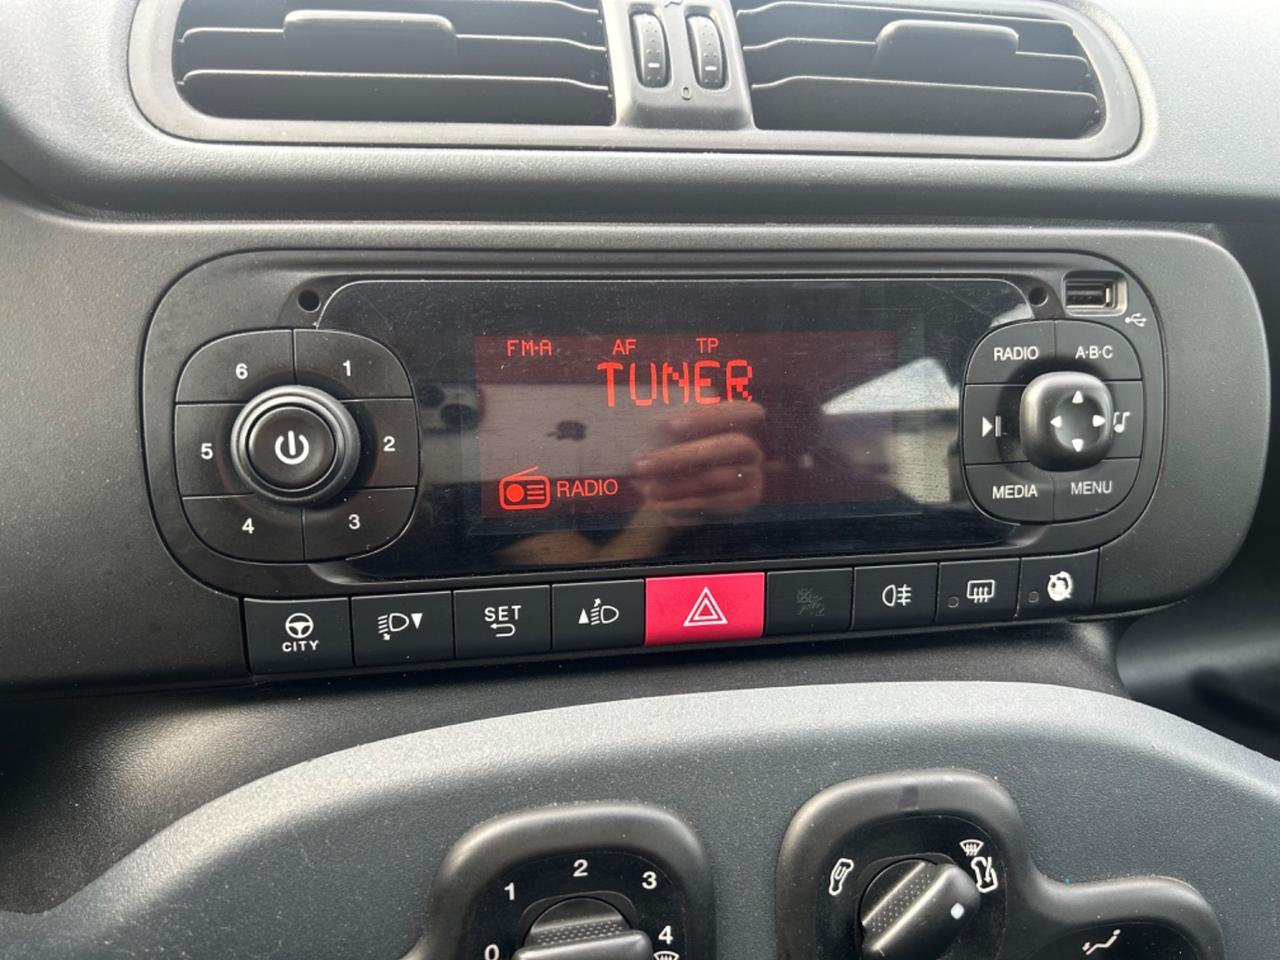 0
FM-A AF TP
TUNER
RADIO
6
1
5
2
4
3
RADIO
A·B·C
MEDIA
MENU
CITY
SET
1
2
3
0
4